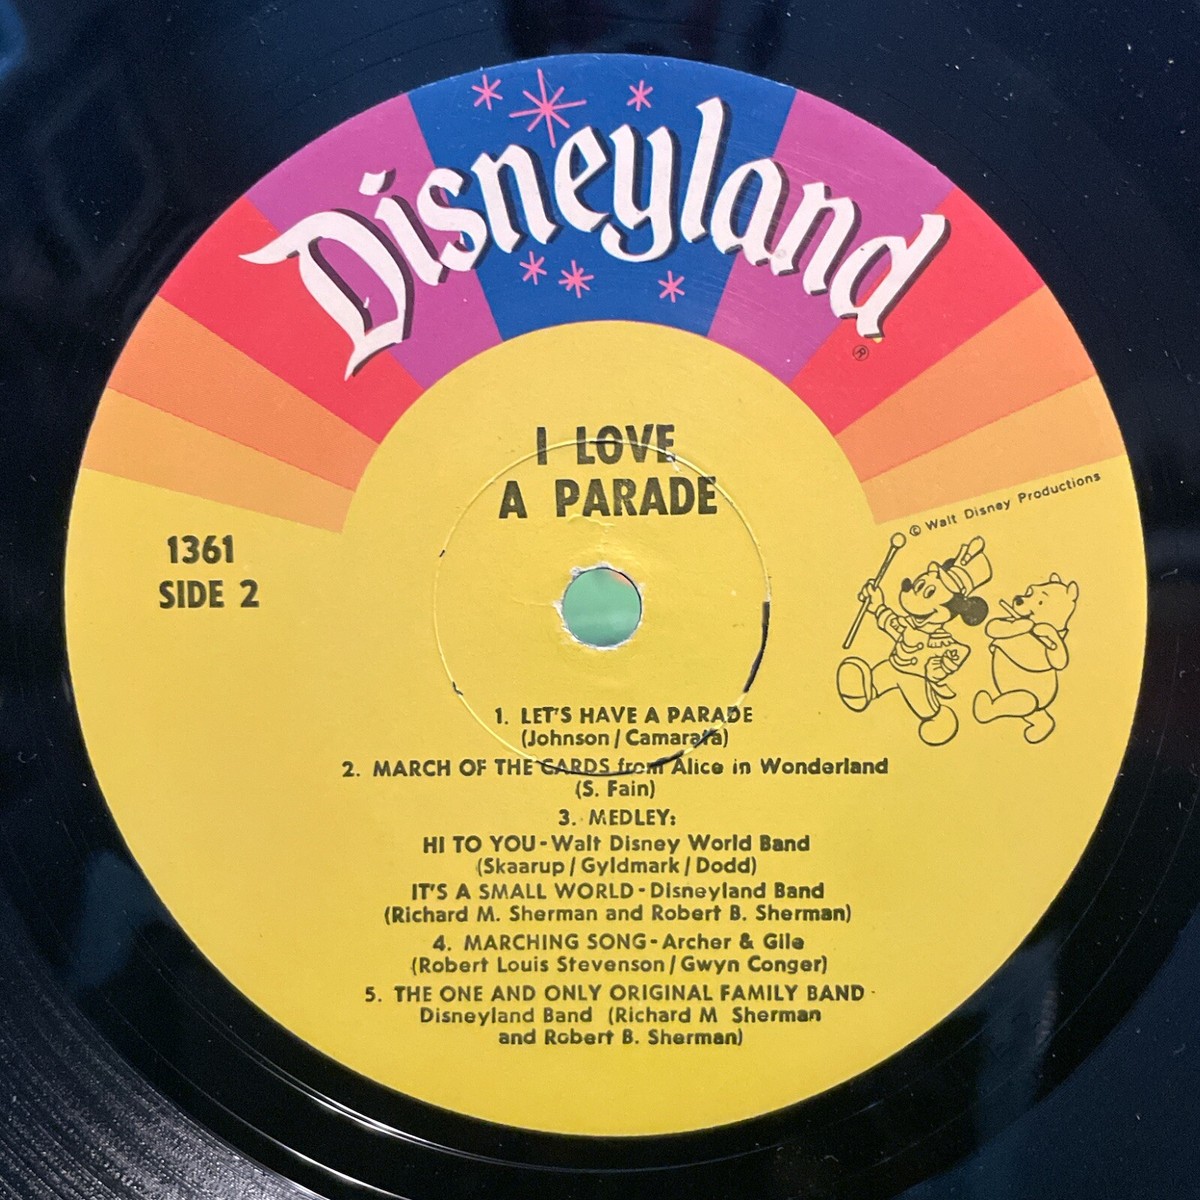 Disneyland
®
I LOVE
A PARADE
© Walt Disney Productions
1361
SIDE 2
1. LET'S HAVE A PARADE
(Johnson / Camarata)
2. MARCH OF THE CARDS from Alice in Wonderland
(S. Fain)
3. MEDLEY:
HI TO YOU - Walt Disney World Band
(Skaarup / Gyldmark / Dodd)
IT'S A SMALL WORLD - Disneyland Band
(Richard M. Sherman and Robert B. Sherman)
4. MARCHING SONG - Archer & Gile
(Robert Louis Stevenson / Gwyn Conger)
5. THE ONE AND ONLY ORIGINAL FAMILY BAND -
Disneyland Band (Richard M Sherman
and Robert B. Sherman)